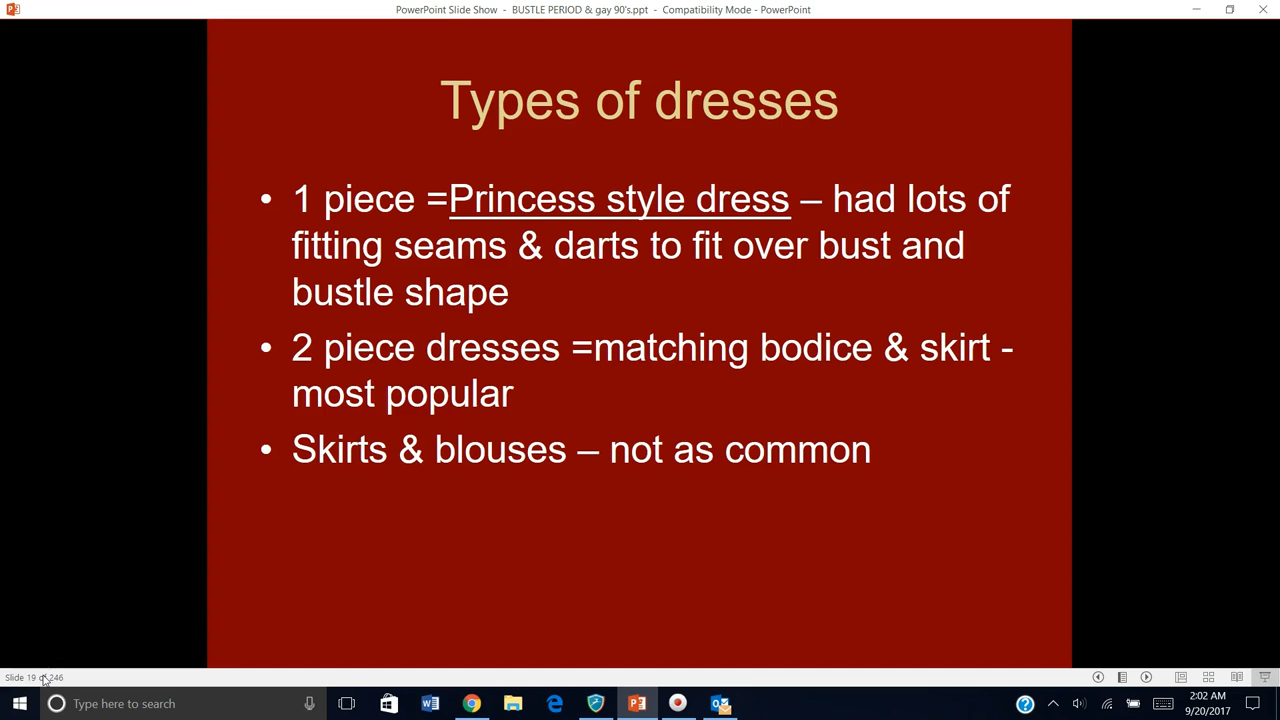 PowerPoint Slide Show - BUSTLE PERIOD & gay 90's.ppt - Compatibility Mode - PowerPoint
Types of dresses
• 1 piece =Princess style dress – had lots of
fitting seams & darts to fit over bust and
bustle shape
• 2 piece dresses =matching bodice & skirt -
most popular
• Skirts & blouses – not as common
Slide 19 of 246
Type here to search
2:02 AM
9/20/2017